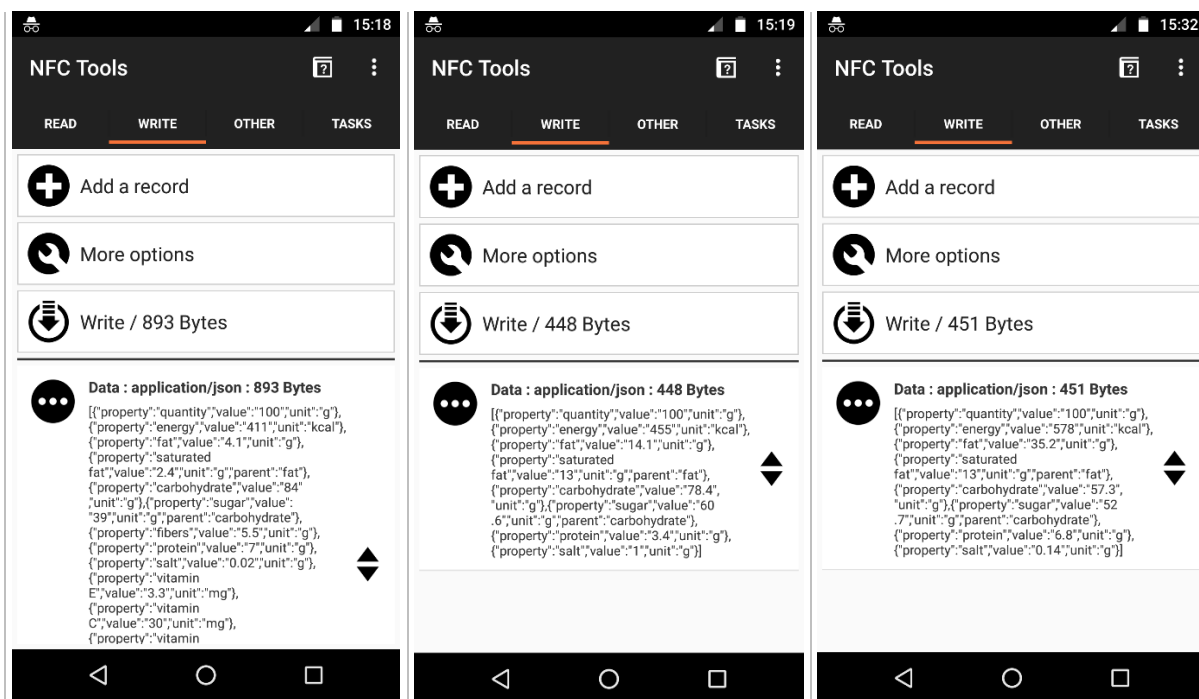 15:18
NFC Tools
READ WRITE OTHER TASKS
Add a record
More options
Write / 893 Bytes
Data : application/json : 893 Bytes
[{"property":"quantity","value":"100","unit":"g"},
{"property":"energy","value":"411","unit":"kcal"},
{"property":"fat","value":"4.1","unit":"g"},
{"property":"saturated
fat","value":"2.4","unit":"g","parent":"fat"},
{"property":"carbohydrate","value":"84"
,"unit":"g"},{"property":"sugar","value":
"39","unit":"g","parent":"carbohydrate"},
{"property":"fibers","value":"5.5","unit":"g"},
{"property":"protein","value":"7","unit":"g"},
{"property":"salt","value":"0.02","unit":"g"},
{"property":"vitamin
E","value":"3.3","unit":"mg"},
{"property":"vitamin
C","value":"30","unit":"mg"},
{"property":"vitamin
15:19
NFC Tools
READ WRITE OTHER TASKS
Add a record
More options
Write / 448 Bytes
Data : application/json : 448 Bytes
[{"property":"quantity","value":"100","unit":"g"},
{"property":"energy","value":"455","unit":"kcal"},
{"property":"fat","value":"14.1","unit":"g"},
{"property":"saturated
fat","value":"13","unit":"g","parent":"fat"},
{"property":"carbohydrate","value":"78.4",
"unit":"g"},{"property":"sugar","value":"60
.6","unit":"g","parent":"carbohydrate"},
{"property":"protein","value":"3.4","unit":"g"},
{"property":"salt","value":"1","unit":"g"}]
15:32
NFC Tools
READ WRITE OTHER TASKS
Add a record
More options
Write / 451 Bytes
Data : application/json : 451 Bytes
[{"property":"quantity","value":"100","unit":"g"},
{"property":"energy","value":"578","unit":"kcal"},
{"property":"fat","value":"35.2","unit":"g"},
{"property":"saturated
fat","value":"13","unit":"g","parent":"fat"},
{"property":"carbohydrate","value":"57.3",
"unit":"g"},{"property":"sugar","value":"52
.7","unit":"g","parent":"carbohydrate"},
{"property":"protein","value":"6.8","unit":"g"},
{"property":"salt","value":"0.14","unit":"g"}]